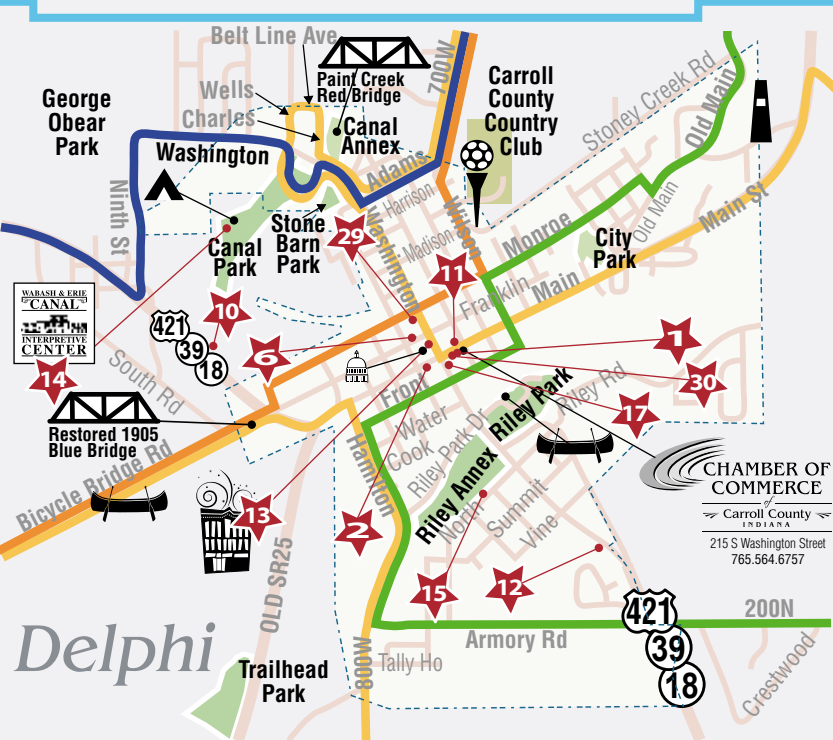 Belt Line Ave
Paint Creek
Red Bridge
700W
Carroll
County
Country
Club
Stoney Creek Rd
Old Main
George
Obear
Park
Wells
Charles
Canal
Annex
Washington
Adams
Harrison
Ninth St
Stone
Barn
Park
Canal
Park
29
Washington
Madison
Wilson
Monroe
City
Park
Old Main
Main St
11
Franklin
Main
WABASH & ERIE
CANAL
INTERPRETIVE
CENTER
14
10
421
39
18
6
1
30
17
South Rd
Front
Riley Park
Riley Rd
Restored 1905
Blue Bridge
Bicycle Bridge Rd
Hamilton
Water
Cook
Riley Park Dr
Riley Annex
North
Summit
Vine
CHAMBER OF
COMMERCE
of
Carroll County
INDIANA
215 S Washington Street
765.564.6757
13
2
15
12
OLD SR25
421
39
18
200N
Armory Rd
Delphi
Trailhead
Park
800W
Tally Ho
Crestwood